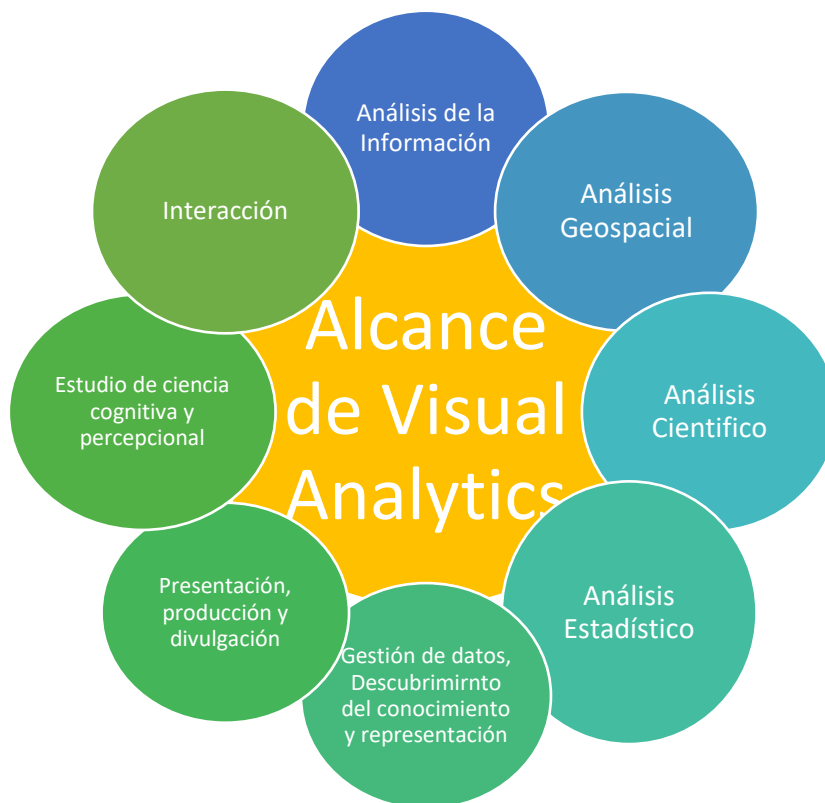 Análisis de la
Información
Análisis
Geospacial
Análisis
Cientifico
Análisis
Estadístico
Gestión de datos,
Descubrimirnto
del conocimiento
y representación
Presentación,
producción y
divulgación
Estudio de ciencia
cognitiva y
percepcional
Interacción
Alcance
de Visual
Analytics